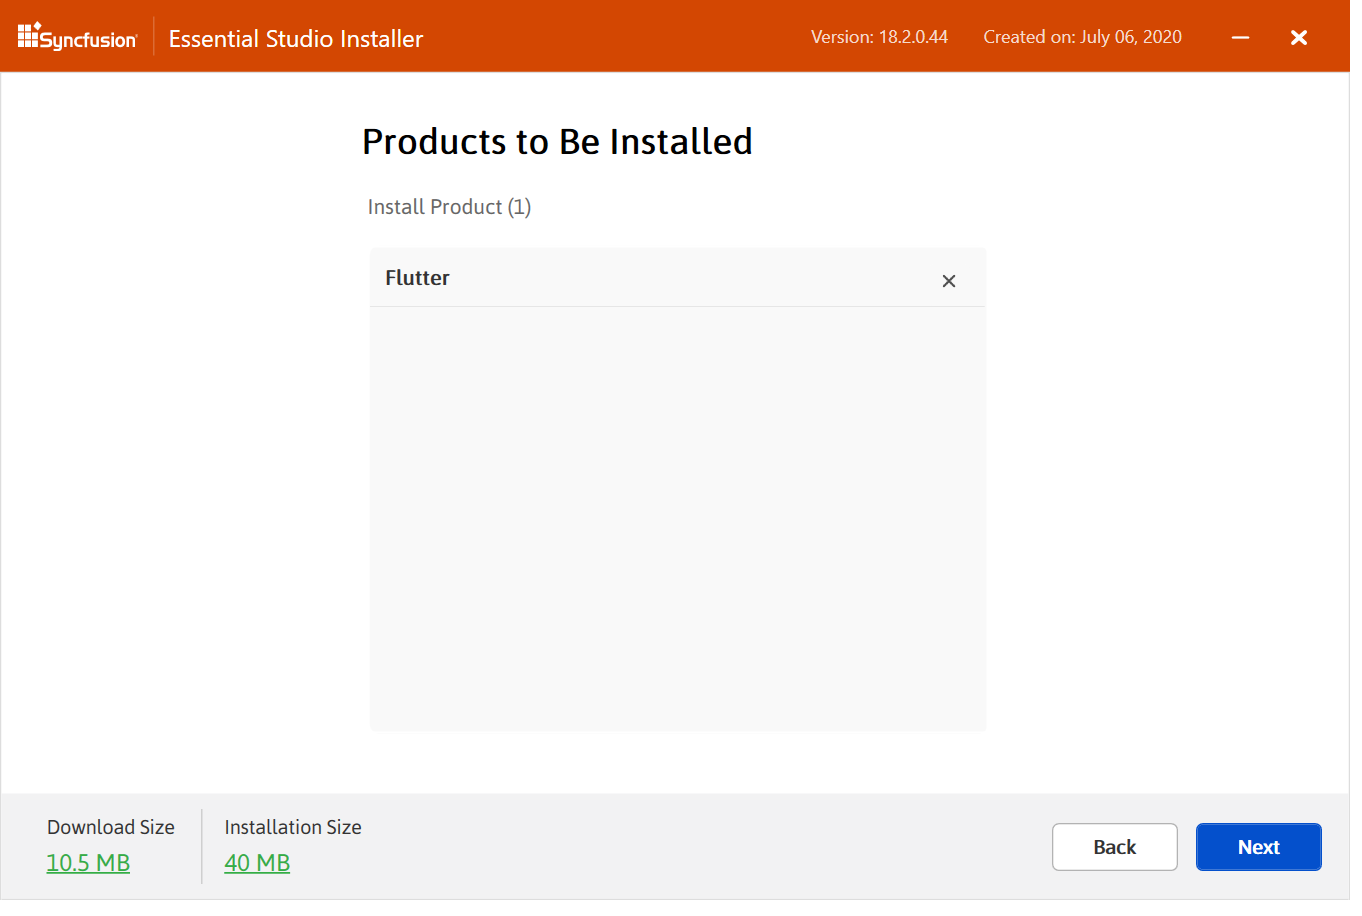 Syncfusion Essential Studio Installer Version: 18.2.0.44 Created on: July 06, 2020
Products to Be Installed
Install Product (1)
Flutter
Download Size Installation Size
10.5 MB 40 MB
Back Next